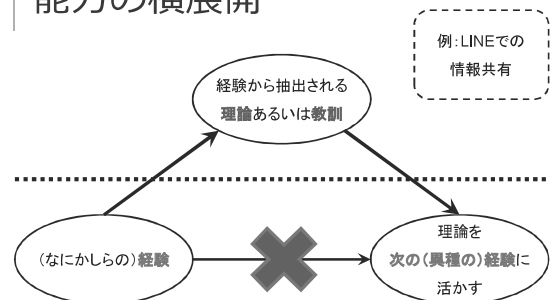 能力の横展開
例:LINEでの
情報共有
経験から抽出される
理論あるいは教訓
(なにかしらの)経験
理論を
次の(異種の)経験に
活かす